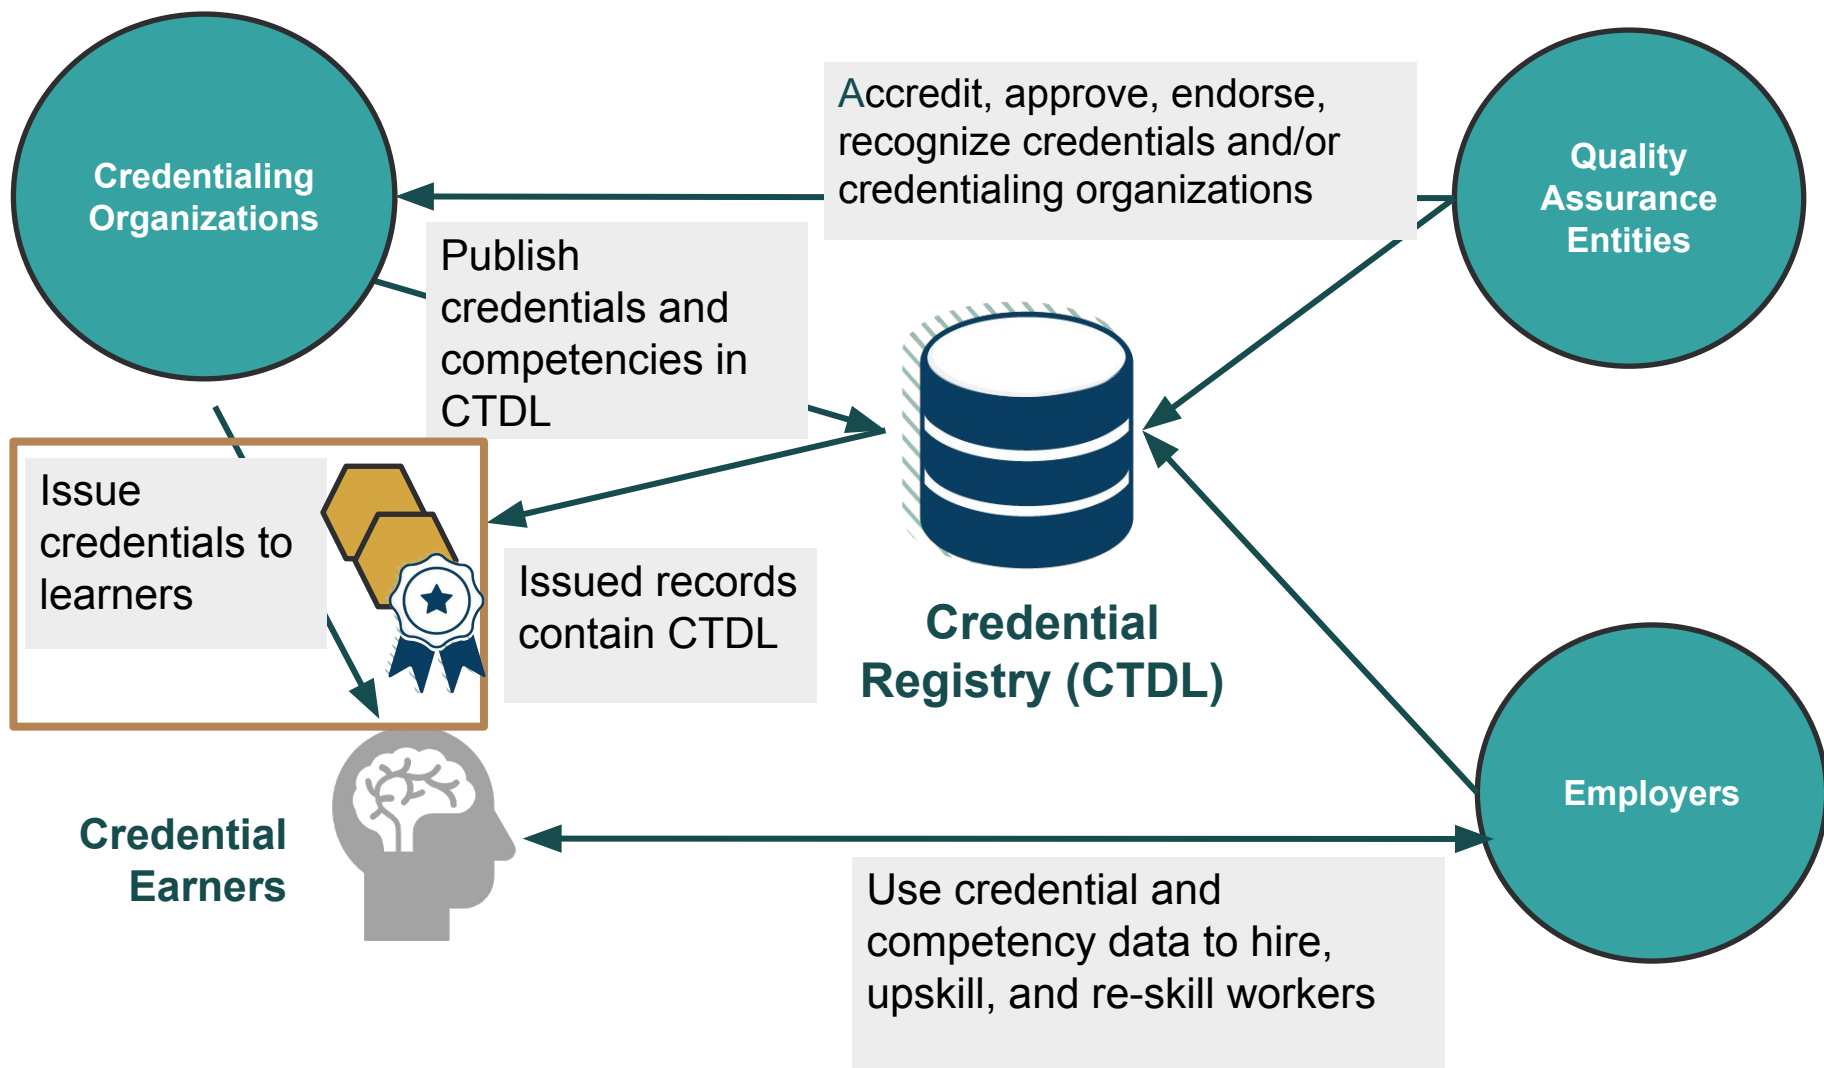 Credentialing
Organizations
Accredit, approve, endorse,
recognize credentials and/or
credentialing organizations
Quality
Assurance
Entities
Publish
credentials and
competencies in
CTDL
Issue
credentials to
learners
Issued records
contain CTDL
Credential
Registry (CTDL)
Credential
Earners
Employers
Use credential and
competency data to hire,
upskill, and re-skill workers